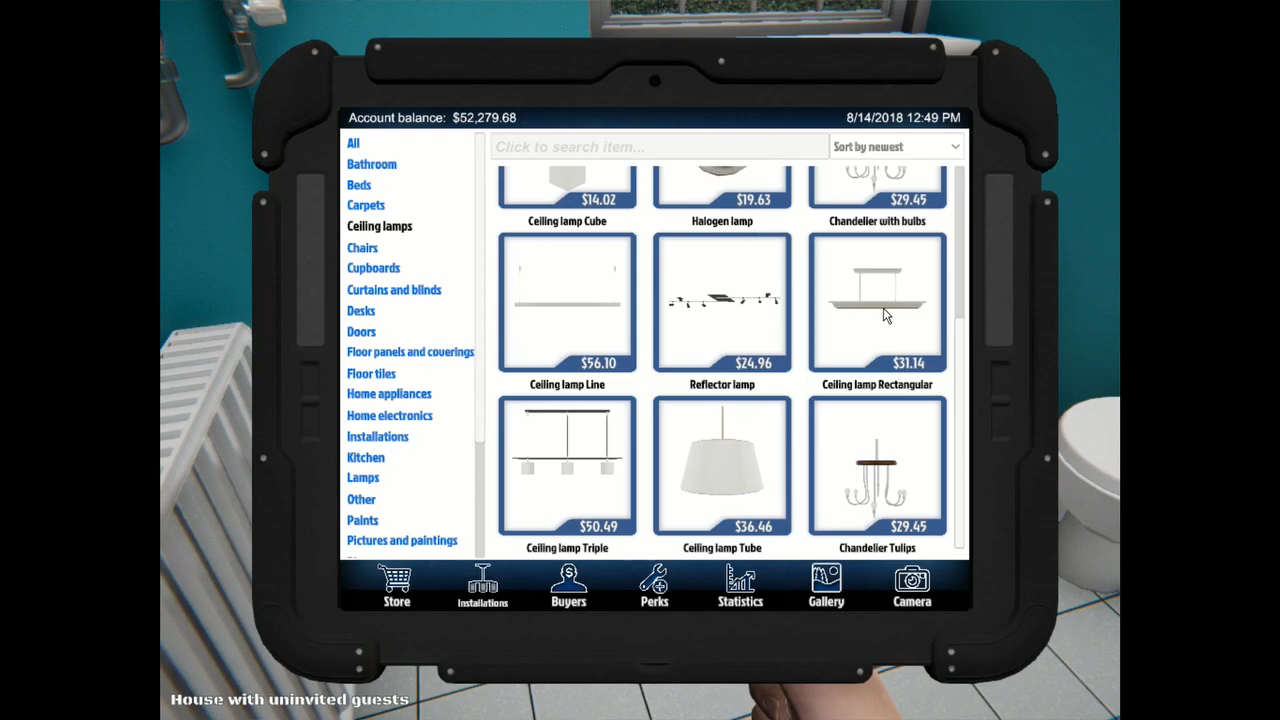 Account balance: $52,279.68
8/14/2018 12:49 PM
All
Bathroom
Beds
Carpets
Ceiling lamps
Chairs
Cupboards
Curtains and blinds
Desks
Doors
Floor panels and coverings
Floor tiles
Home appliances
Home electronics
Installations
Kitchen
Lamps
Other
Paints
Pictures and paintings
Click to search item...
Sort by newest
$14.02
$19.63
$29.45
Ceiling lamp Cube
Halogen lamp
Chandelier with bulbs
$56.10
$24.96
$31.14
Ceiling lamp Line
Reflector lamp
Ceiling lamp Rectangular
$50.49
$36.46
$29.45
Ceiling lamp Triple
Ceiling lamp Tube
Chandelier Tulips
Store
Installations
Buyers
Perks
Statistics
Gallery
Camera
House with uninvited guests